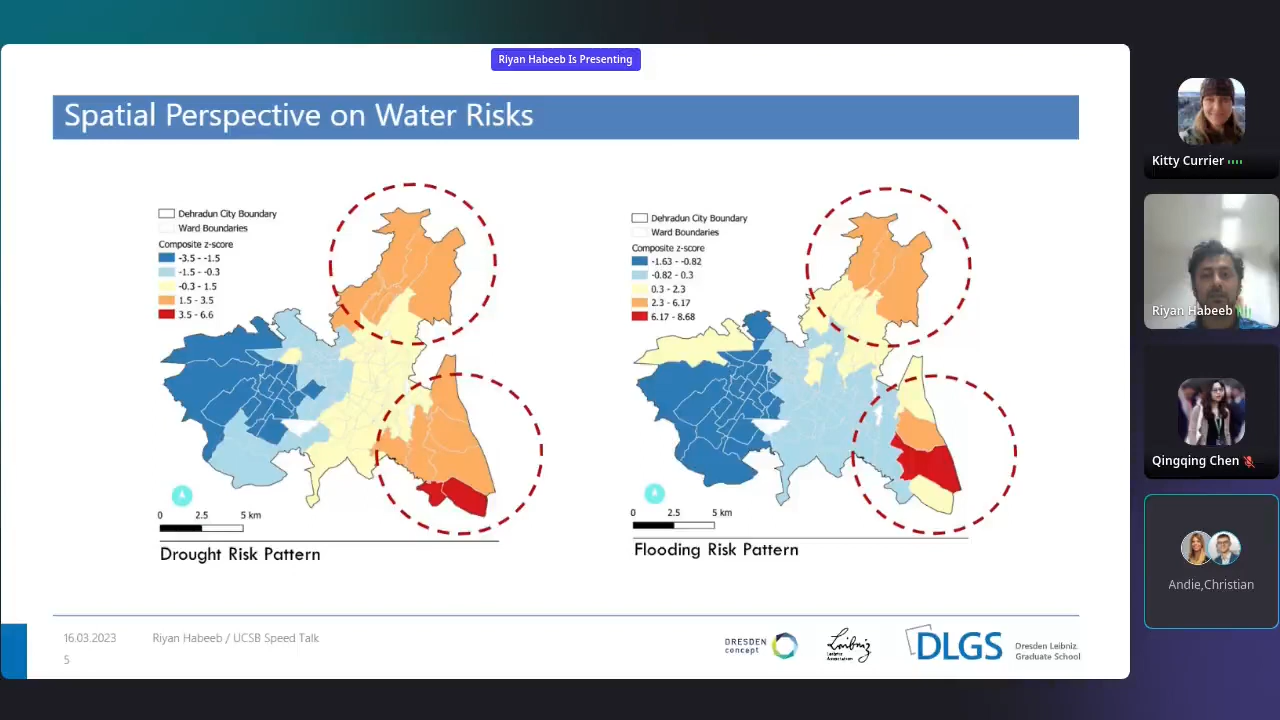 Riyan Habeeb Is Presenting
Spatial Perspective on Water Risks
Dehradun City Boundary
Ward Boundaries
Composite z-score
-3.5 - -1.5
-1.5 - -0.3
-0.3 - 1.5
1.5 - 3.5
3.5 - 6.6
0 2.5 5 km
Drought Risk Pattern
Dehradun City Boundary
Ward Boundaries
Composite z-score
-1.63 - -0.82
-0.82 - 0.3
0.3 - 2.3
2.3 - 6.17
6.17 - 8.68
0 2.5 5 km
Flooding Risk Pattern
16.03.2023 Riyan Habeeb / UCSB Speed Talk
5
DRESDEN
concept
Leibniz
Leibniz
Association
DLGS
Dresden Leibniz
Graduate School
Kitty Currier
Riyan Habeeb
Qingqing Chen
Andie,Christian